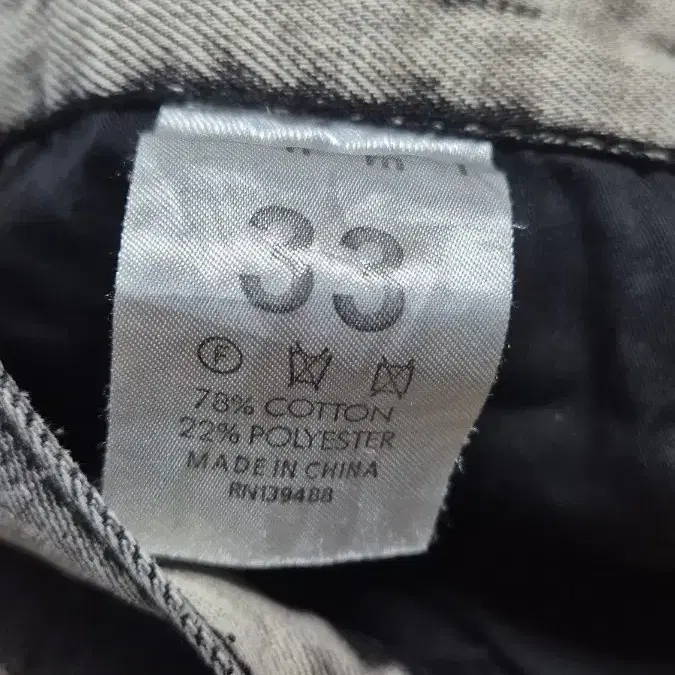 33
F
78% COTTON
22% POLYESTER
MADE IN CHINA
RN139488